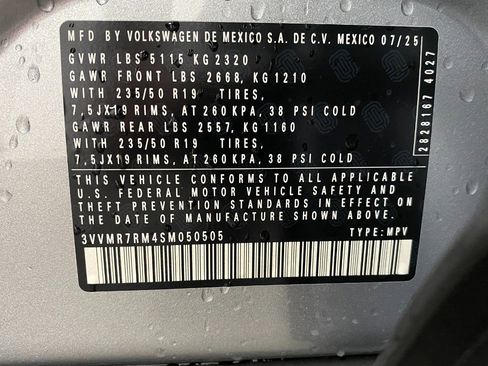 MFD BY VOLKSWAGEN DE MEXICO S.A. DE C.V. MEXICO 07/25
GVWR LBS 5115 KG 2320
GAWR FRONT LBS 2668, KG 1210
WITH 235/50 R19 TIRES,
7,5JX19 RIMS, AT 260 KPA, 38 PSI COLD
GAWR REAR LBS 2557, KG 1160
WITH 235/50 R19 TIRES,
7,5JX19 RIMS, AT 260 KPA, 38 PSI COLD
THIS VEHICLE CONFORMS TO ALL APPLICABLE
U.S. FEDERAL MOTOR VEHICLE SAFETY AND
THEFT PREVENTION STANDARDS IN EFFECT ON
THE DATE OF MANUFACTURE SHOWN ABOVE.
3VVMR7RM4SM050505 TYPE: MPV
2828167 4027